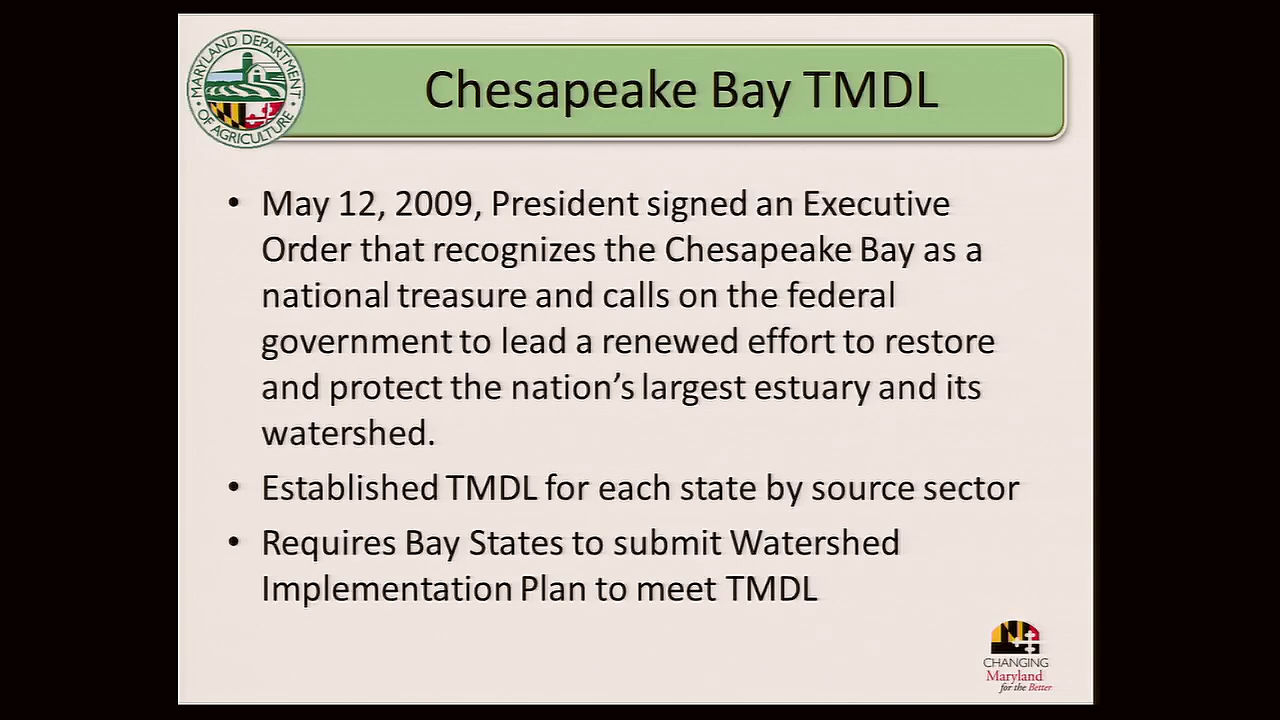 MARYLAND DEPARTMENT
OF AGRICULTURE
Chesapeake Bay TMDL
• May 12, 2009, President signed an Executive
Order that recognizes the Chesapeake Bay as a
national treasure and calls on the federal
government to lead a renewed effort to restore
and protect the nation’s largest estuary and its
watershed.
• Established TMDL for each state by source sector
• Requires Bay States to submit Watershed
Implementation Plan to meet TMDL
CHANGING
Maryland
for the Better